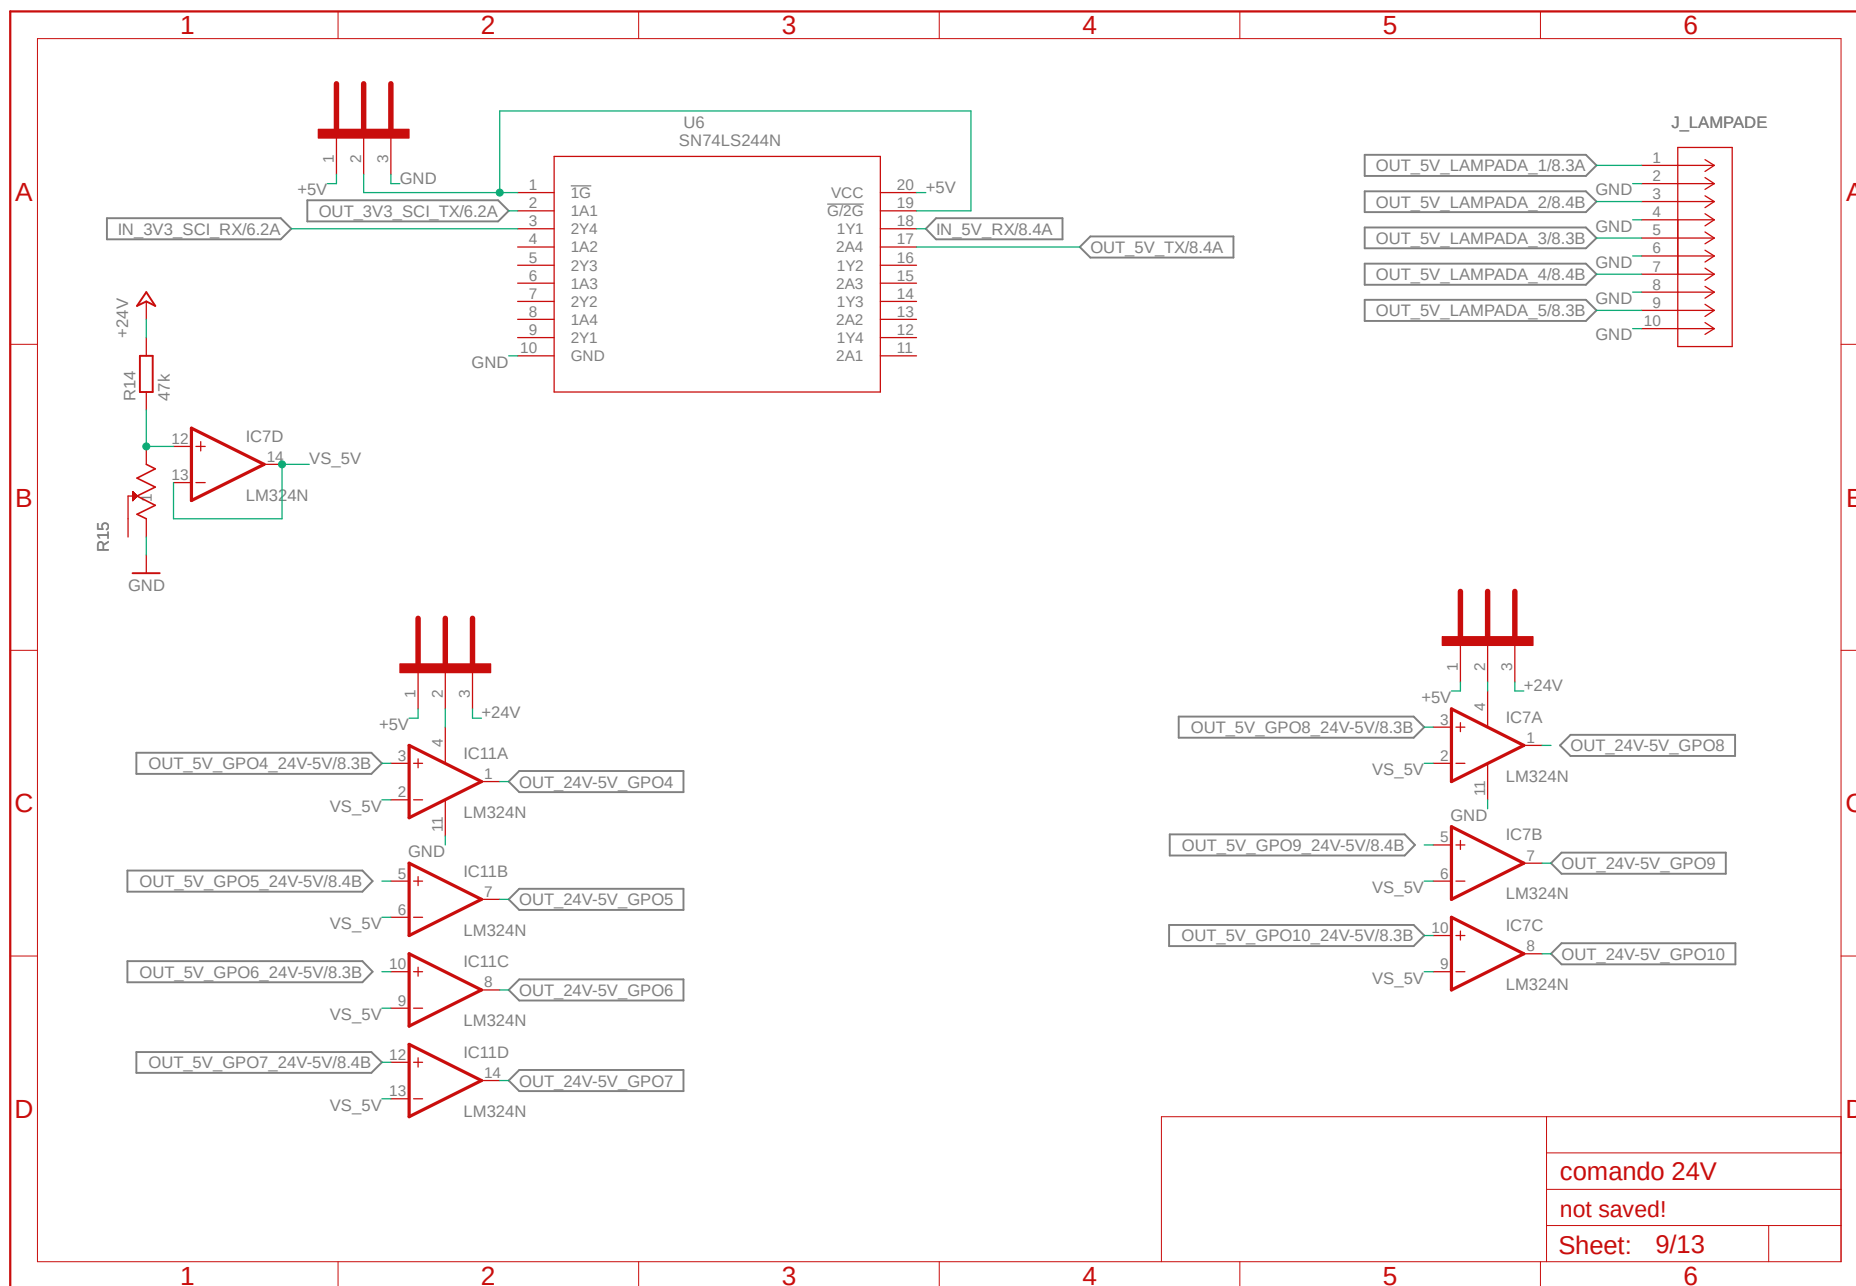 1 2 3 4 5 6
A
1 2 3
+5V
GND
U6
SN74LS244N
1 1G
2 1A1
3 2Y4
4 1A2
5 2Y3
6 1A3
7 2Y2
8 1A4
9 2Y1
10 GND
GND
VCC 20 +5V
G/2G 19
1Y1 18
2A4 17
1Y2 16
2A3 15
1Y3 14
2A2 13
1Y4 12
2A1 11
OUT_3V3_SCI_TX/6.2A
IN_3V3_SCI_RX/6.2A
IN_5V_RX/8.4A
OUT_5V_TX/8.4A
J_LAMPADE
OUT_5V_LAMPADA_1/8.3A 1
GND 2
OUT_5V_LAMPADA_2/8.4B 3
GND 4
OUT_5V_LAMPADA_3/8.3B 5
GND 6
OUT_5V_LAMPADA_4/8.4B 7
GND 8
OUT_5V_LAMPADA_5/8.3B 9
GND 10
A
B
+24V
R14
47k
12 +
13 -
IC7D
14 VS_5V
LM324N
1
R15
GND
B
C
1 2 3
+5V
+24V
4
OUT_5V_GPO4_24V-5V/8.3B 3 +
VS_5V 2 -
IC11A
1 OUT_24V-5V_GPO4
LM324N
11
GND
OUT_5V_GPO5_24V-5V/8.4B 5 +
VS_5V 6 -
IC11B
7 OUT_24V-5V_GPO5
LM324N
OUT_5V_GPO6_24V-5V/8.3B 10 +
VS_5V 9 -
IC11C
8 OUT_24V-5V_GPO6
LM324N
OUT_5V_GPO7_24V-5V/8.4B 12 +
VS_5V 13 -
IC11D
14 OUT_24V-5V_GPO7
LM324N
1 2 3
+5V
+24V
4
OUT_5V_GPO8_24V-5V/8.3B 3 +
VS_5V 2 -
IC7A
1 OUT_24V-5V_GPO8
LM324N
11
GND
OUT_5V_GPO9_24V-5V/8.4B 5 +
VS_5V 6 -
IC7B
7 OUT_24V-5V_GPO9
LM324N
OUT_5V_GPO10_24V-5V/8.3B 10 +
VS_5V 9 -
IC7C
8 OUT_24V-5V_GPO10
LM324N
C
D
D
comando 24V
not saved!
Sheet: 9/13
1 2 3 4 5 6